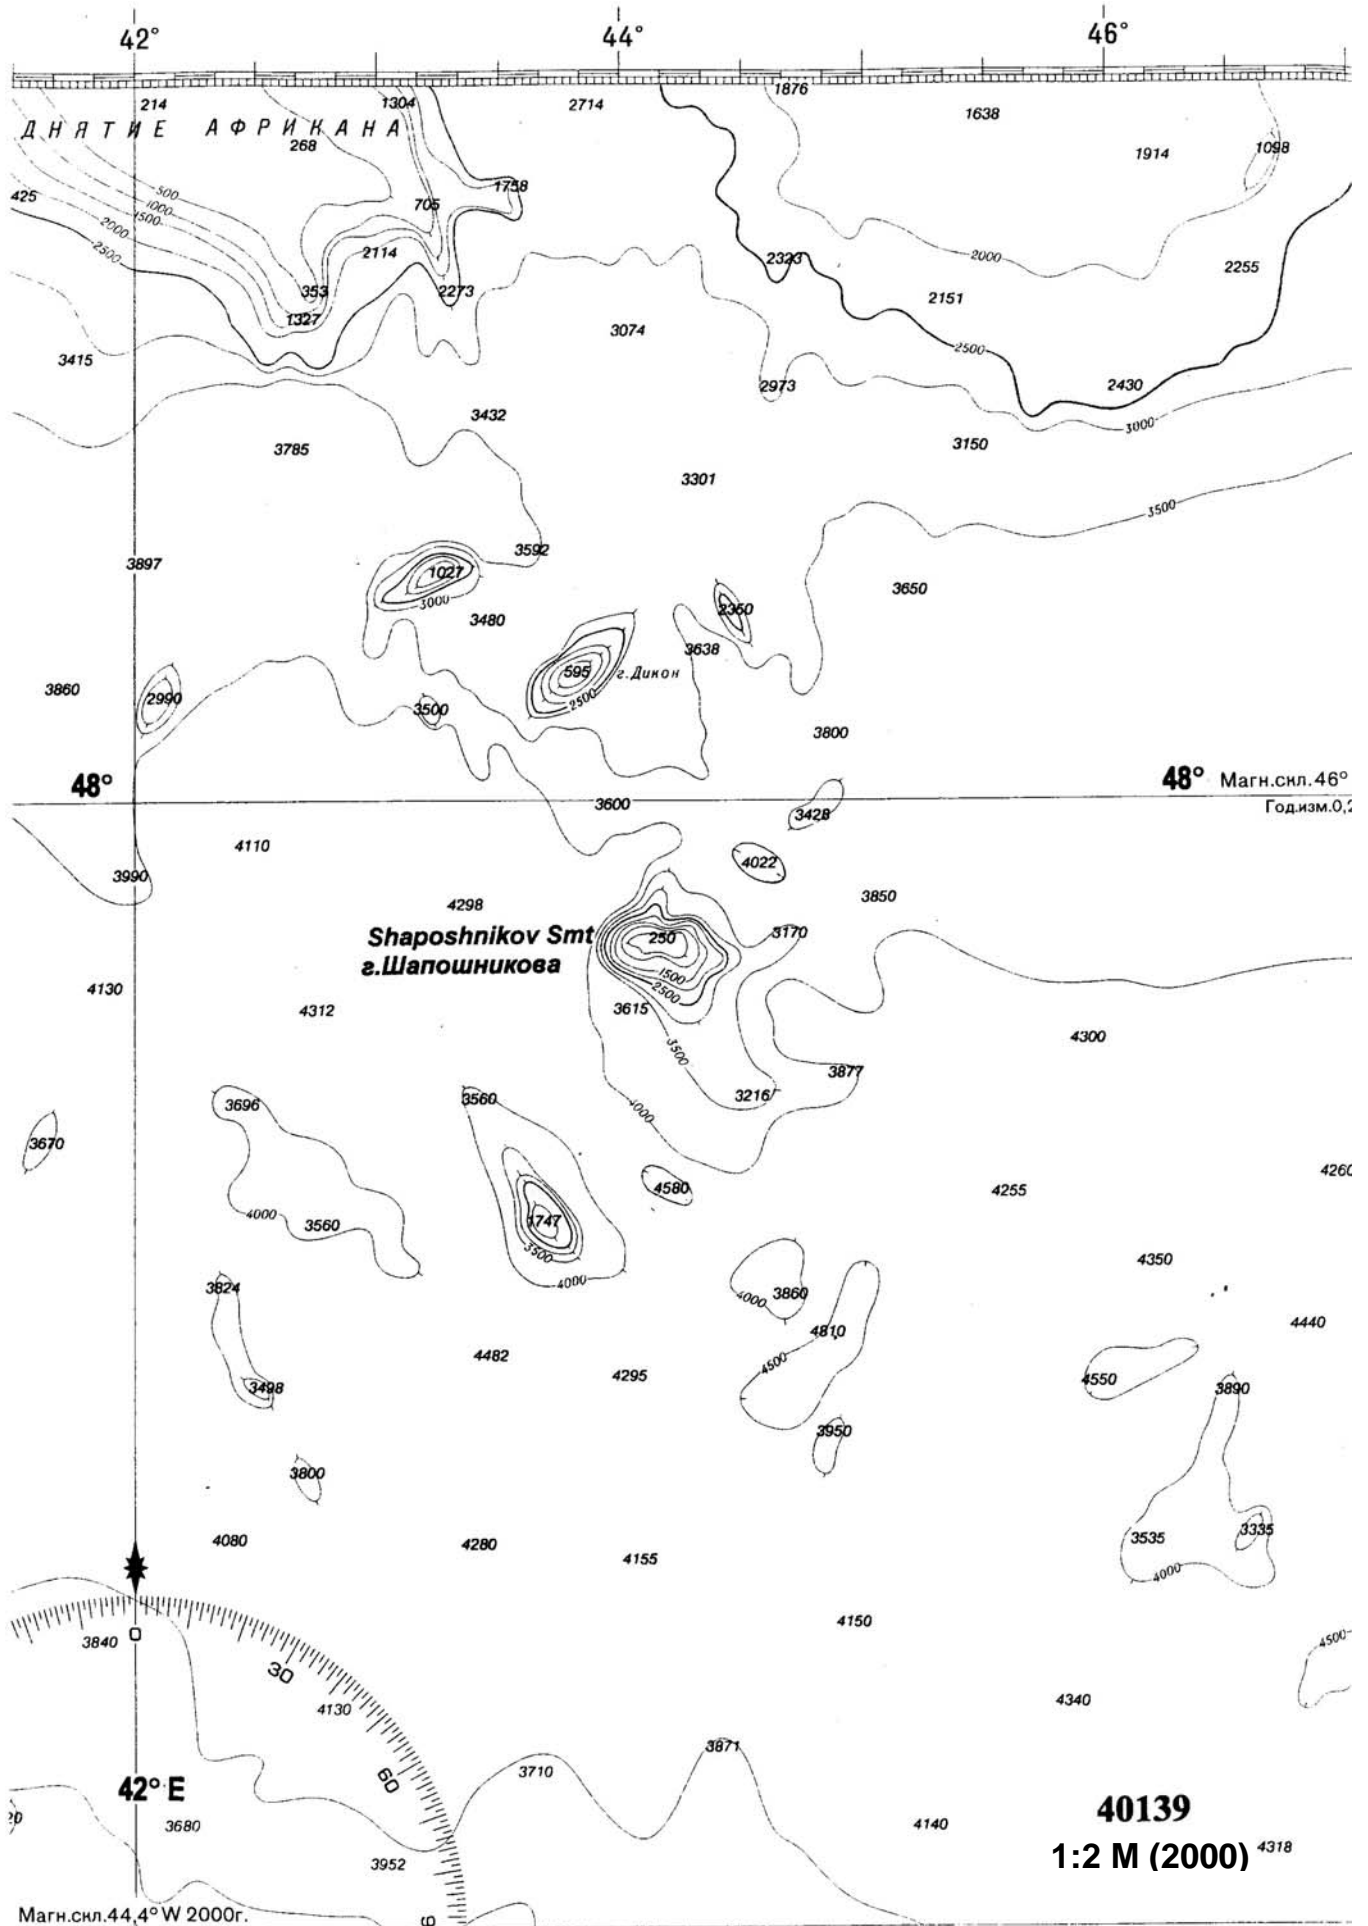 42° 44° 46°
214 1304 2714 1876 1638
ДНЯТИЕ АФРИКАНА
268 1914 1098
425 500 705 1758
1000
1500
2000
2500 2114 2323 2000 2255
353 2273 2151
1327 3074 2500
3415 2973 2430
3432 3000
3785 3150
3301 3500
3592
3897 1027 3650
3000 2350
3480 3638
595 г.Дикон
3860 2990 3500 2500
3800
48° 48° Магн.скл.46°
3600 3428 Год.изм.0,2
4110 4022
3990 3850
4298
Shaposhnikov Smt 250 3170
г.Шапошникова 1500
4130 2500
4312 3615 4300
3500
3877
3696 3560 4000 3216
3670
4580 4255 4260
4000 3560 1747
3500 4350
3824 4000 4000 3860
4810 4440
4482 4295 4500 4550 3890
3498
3950
3800
4080 4280 4155 3535 3335
4000
0 4150
3840 4500
30
4130 4340
3871
3710
60
42° E 40139
3680 4140
3952 1:2 M (2000) 4318
Магн.скл.44,4° W 2000г.